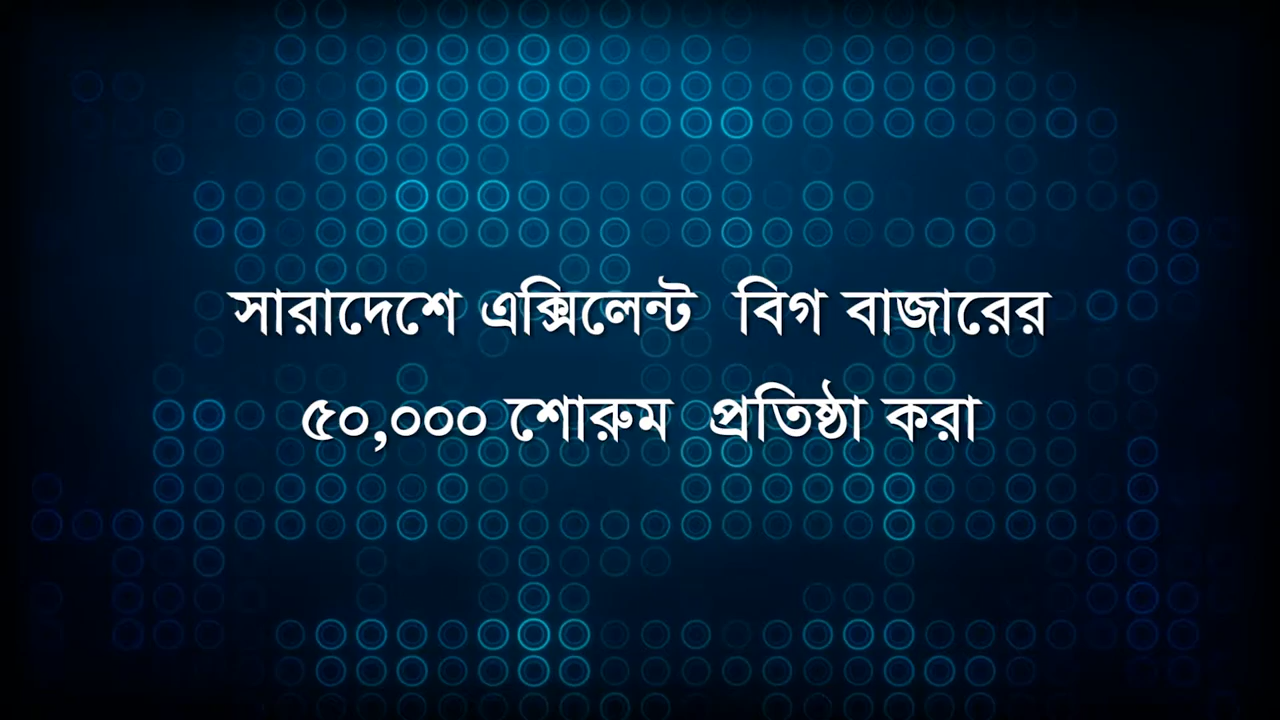 সারাদেশে এক্সিলেন্ট বিগ বাজারের
৫০,০০০ শোরুম প্রতিষ্ঠা করা